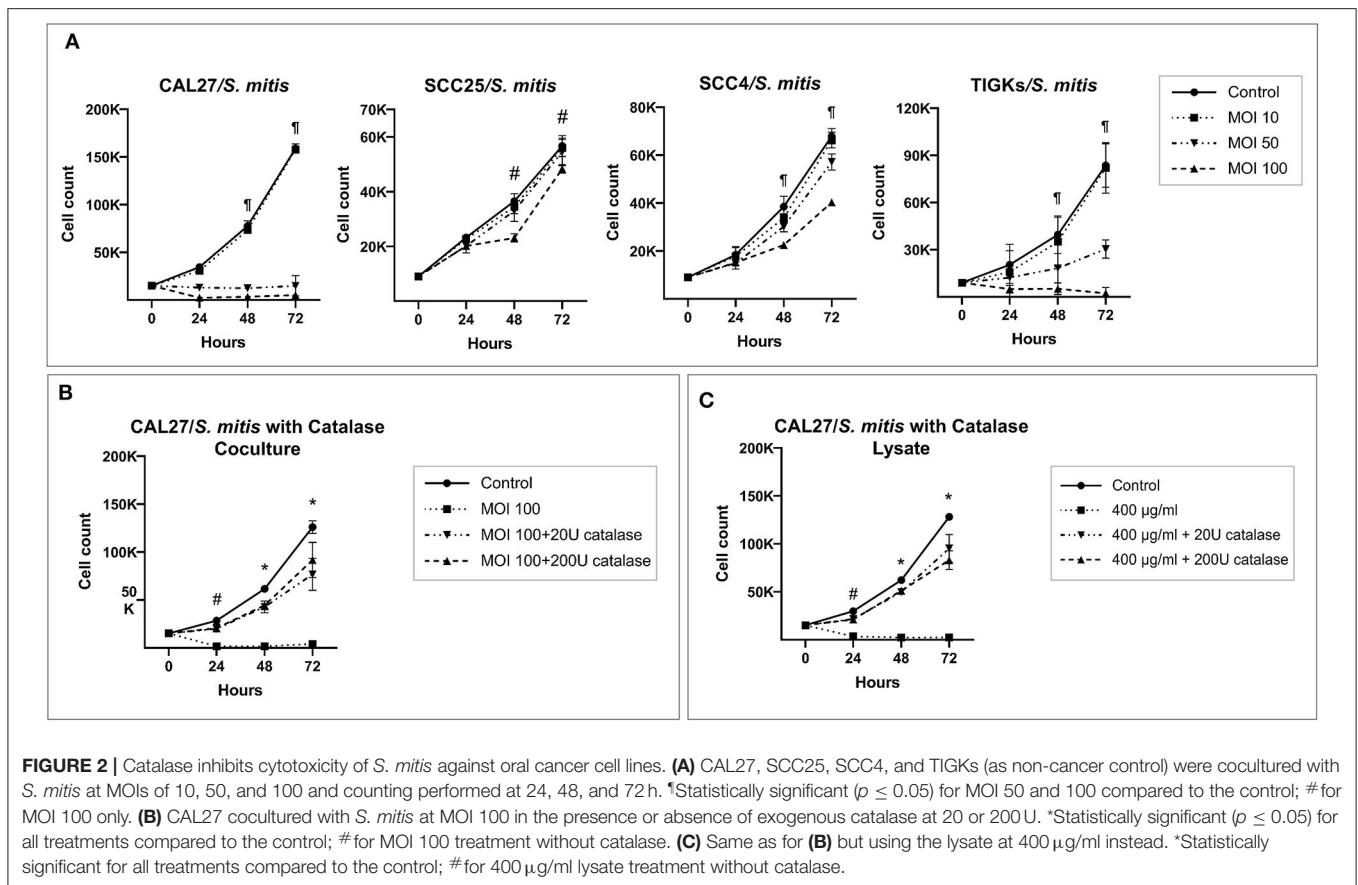 A
CAL27/S. mitis
200K
150K
100K
50K
Cell count
¶
¶
0 24 48 72
Hours
SCC25/S. mitis
70K
60K
40K
20K
Cell count
#
#
0 24 48 72
Hours
SCC4/S. mitis
80K
60K
40K
20K
Cell count
¶
¶
0 24 48 72
Hours
TIGKs/S. mitis
120K
90K
60K
30K
Cell count
¶
¶
0 24 48 72
Hours
Control
MOI 10
MOI 50
MOI 100
B
CAL27/S. mitis with Catalase
Coculture
200K
150K
100K
50
K
Cell count
#
*
*
0 24 48 72
Hours
Control
MOI 100
MOI 100+20U catalase
MOI 100+200U catalase
C
CAL27/S. mitis with Catalase
Lysate
200K
150K
100K
50K
Cell count
#
*
*
0 24 48 72
Hours
Control
400 µg/ml
400 µg/ml + 20U catalase
400 µg/ml + 200U catalase
FIGURE 2 | Catalase inhibits cytotoxicity of S. mitis against oral cancer cell lines. (A) CAL27, SCC25, SCC4, and TIGKs (as non-cancer control) were cocultured with
S. mitis at MOIs of 10, 50, and 100 and counting performed at 24, 48, and 72 h. ¶Statistically significant (p ≤ 0.05) for MOI 50 and 100 compared to the control; #for
MOI 100 only. (B) CAL27 cocultured with S. mitis at MOI 100 in the presence or absence of exogenous catalase at 20 or 200 U. *Statistically significant (p ≤ 0.05) for
all treatments compared to the control; #for MOI 100 treatment without catalase. (C) Same as for (B) but using the lysate at 400 µg/ml instead. *Statistically
significant for all treatments compared to the control; #for 400 µg/ml lysate treatment without catalase.